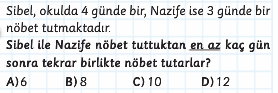 Sibel, okulda 4 günde bir, Nazife ise 3 günde bir
nöbet tutmaktadır.
Sibel ile Nazife nöbet tuttuktan en az kaç gün
sonra tekrar birlikte nöbet tutarlar?
A) 6 B) 8 C) 10 D) 12